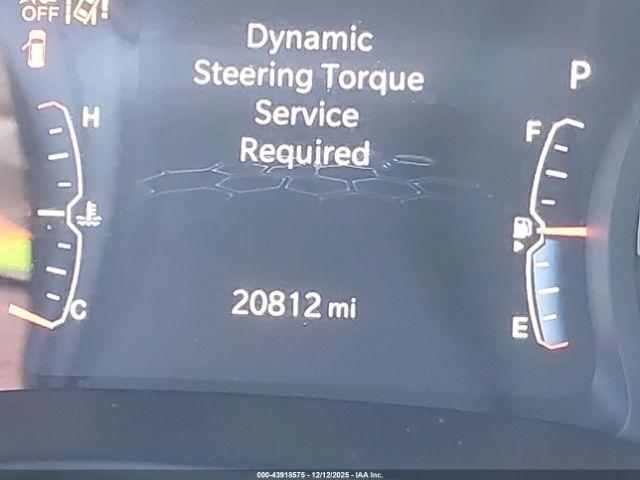 OFF
!
Dynamic
Steering Torque
Service
Required
P
H
F
C
E
20812 mi
000-43918575 - 12/12/2025 - IAA Inc.